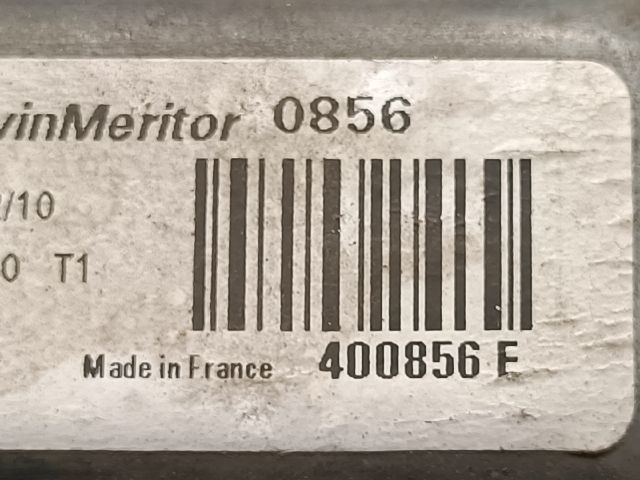 vinMeritor 0856
/10
0 T1
Made in France 400856 E